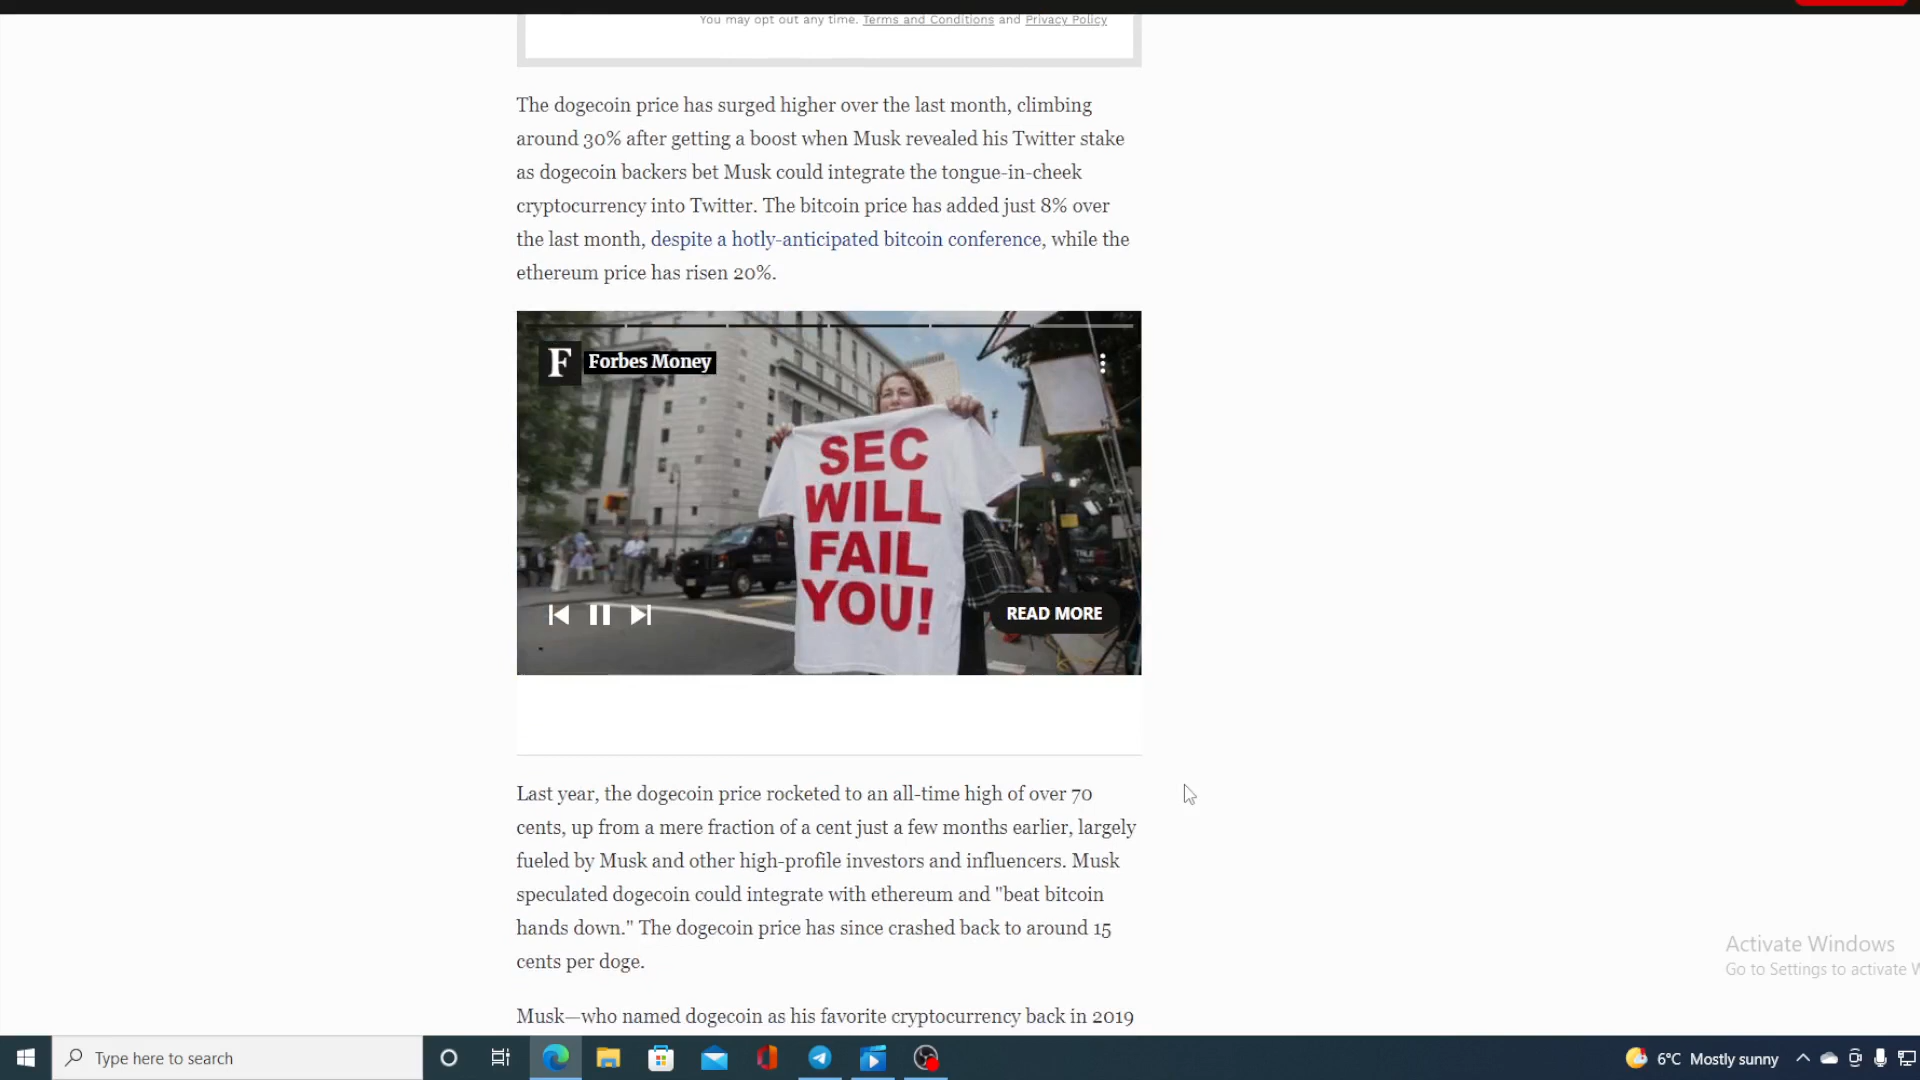 You may opt out any time. Terms and Conditions and Privacy Policy
The dogecoin price has surged higher over the last month, climbing
around 30% after getting a boost when Musk revealed his Twitter stake
as dogecoin backers bet Musk could integrate the tongue-in-cheek
cryptocurrency into Twitter. The bitcoin price has added just 8% over
the last month, despite a hotly-anticipated bitcoin conference, while the
ethereum price has risen 20%.
F Forbes Money
SEC
WILL
FAIL
YOU!
READ MORE
Last year, the dogecoin price rocketed to an all-time high of over 70
cents, up from a mere fraction of a cent just a few months earlier, largely
fueled by Musk and other high-profile investors and influencers. Musk
speculated dogecoin could integrate with ethereum and "beat bitcoin
hands down." The dogecoin price has since crashed back to around 15
cents per doge.
Activate Windows
Go to Settings to activate W
Musk—who named dogecoin as his favorite cryptocurrency back in 2019
Type here to search
6°C Mostly sunny